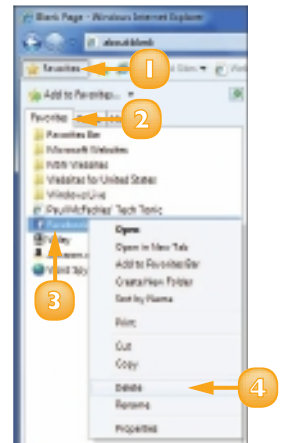 Blank Page - Windows Internet Explorer
about:blank
Favorites
1
Add to Favorites...
Favorites
2
Favorites Bar
Microsoft Websites
MSN Websites
Websites for United States
Windows Live
Paul McFedries' Tech Tonic
Facebook
Open
Open in New Tab
Add to Favorites Bar
Create New Folder
Sort by Name
3
Print
Cut
Copy
Delete
4
Rename
Properties